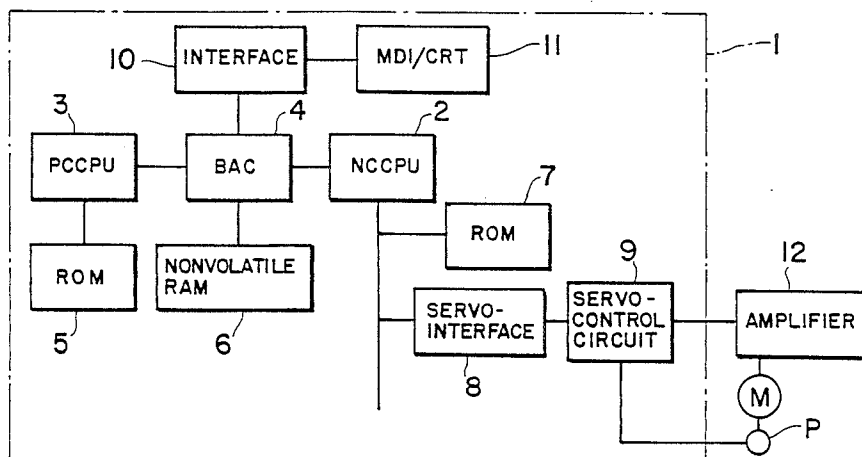 10
INTERFACE
MDI/CRT
11
1
3
4
2
PCCPU
BAC
NCCPU
7
ROM
ROM
NONVOLATILE
RAM
5
6
SERVO-
INTERFACE
8
9
SERVO-
CONTROL
CIRCUIT
12
AMPLIFIER
M
P